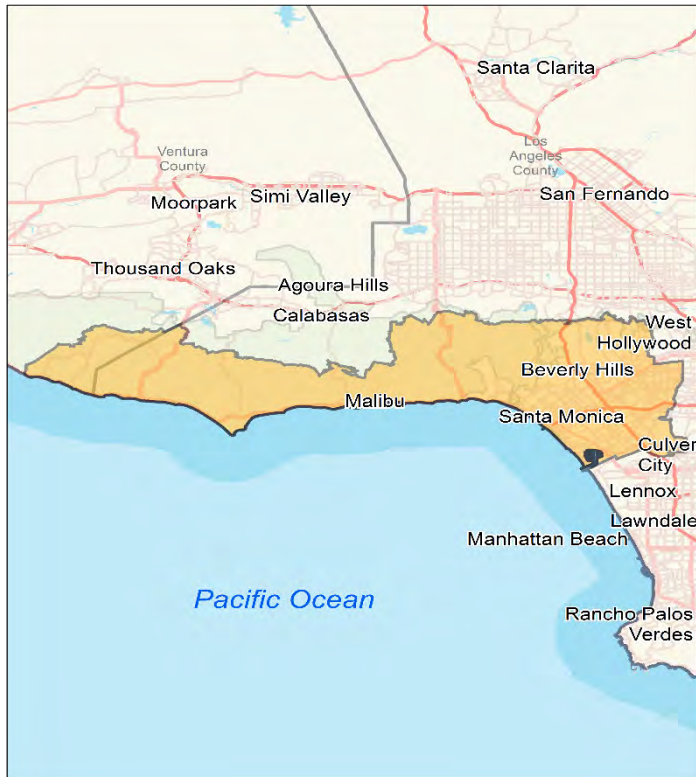 Santa Clarita
Los
Angeles
County
Ventura
County
San Fernando
Simi Valley
Moorpark
Thousand Oaks
Agoura Hills
Calabasas
West
Hollywood
Beverly Hills
Malibu
Santa Monica
Culver
City
Lennox
Lawndale
Manhattan Beach
Pacific Ocean
Rancho Palos
Verdes